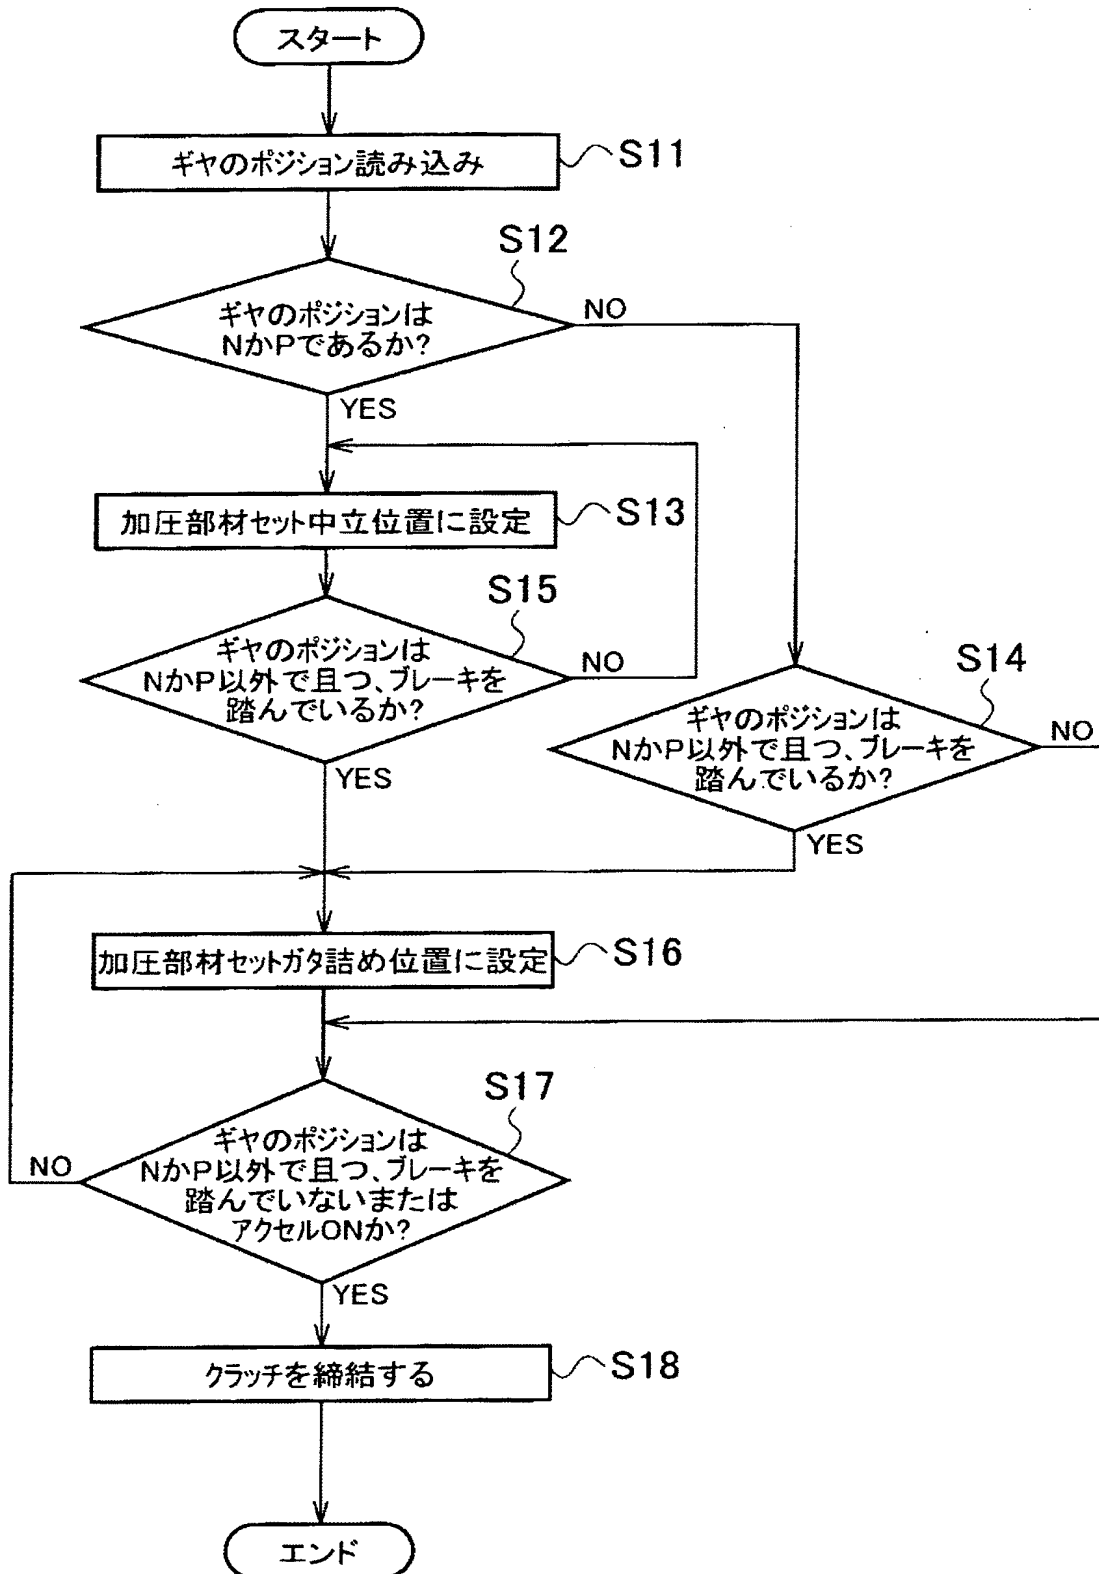 スタート
ギヤのポジション読み込み
S11
S12
ギヤのポジションは
NかPであるか?
NO
YES
加圧部材セット中立位置に設定
S13
S15
ギヤのポジションは
NかP以外で且つ、ブレーキを
踏んでいるか?
NO
YES
S14
ギヤのポジションは
NかP以外で且つ、ブレーキを
踏んでいるか?
NO
YES
加圧部材セットガタ詰め位置に設定
S16
S17
ギヤのポジションは
NかP以外で且つ、ブレーキを
踏んでいないまたは
アクセルONか?
NO
YES
クラッチを締結する
S18
エンド